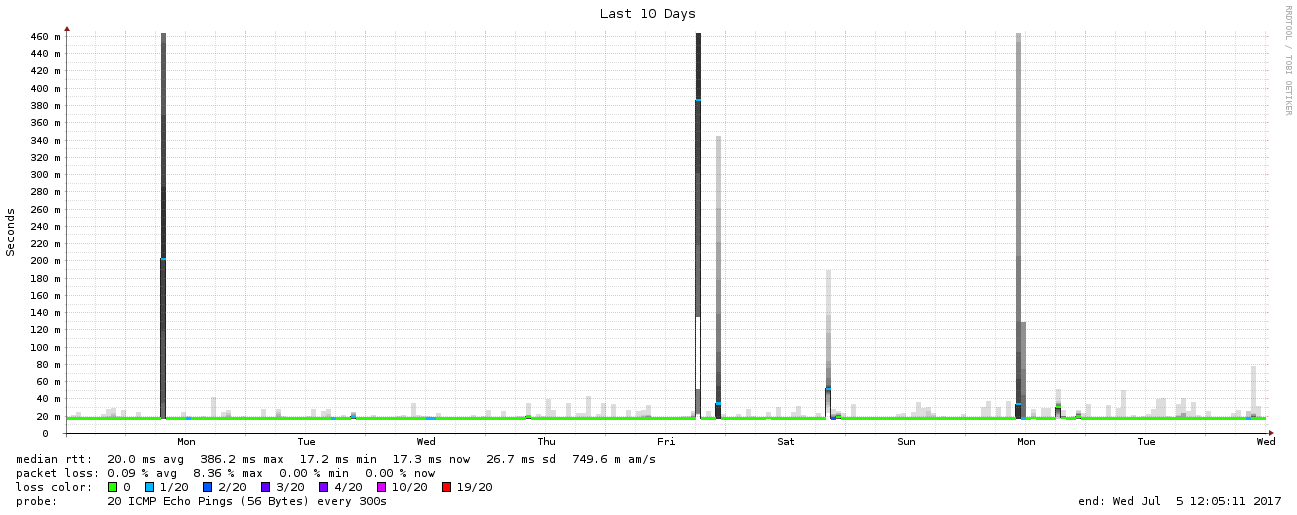 Last 10 Days
RRDTOOL / TOBI OETIKER
Seconds
460 m
440 m
420 m
400 m
380 m
360 m
340 m
320 m
300 m
280 m
260 m
240 m
220 m
200 m
180 m
160 m
140 m
120 m
100 m
80 m
60 m
40 m
20 m
0
Mon Tue Wed Thu Fri Sat Sun Mon Tue Wed
median rtt: 20.0 ms avg 386.2 ms max 17.2 ms min 17.3 ms now 26.7 ms sd 749.6 m am/s
packet loss: 0.09 % avg 8.36 % max 0.00 % min 0.00 % now
loss color: 0 1/20 2/20 3/20 4/20 10/20 19/20
probe: 20 ICMP Echo Pings (56 Bytes) every 300s end: Wed Jul 5 12:05:11 2017